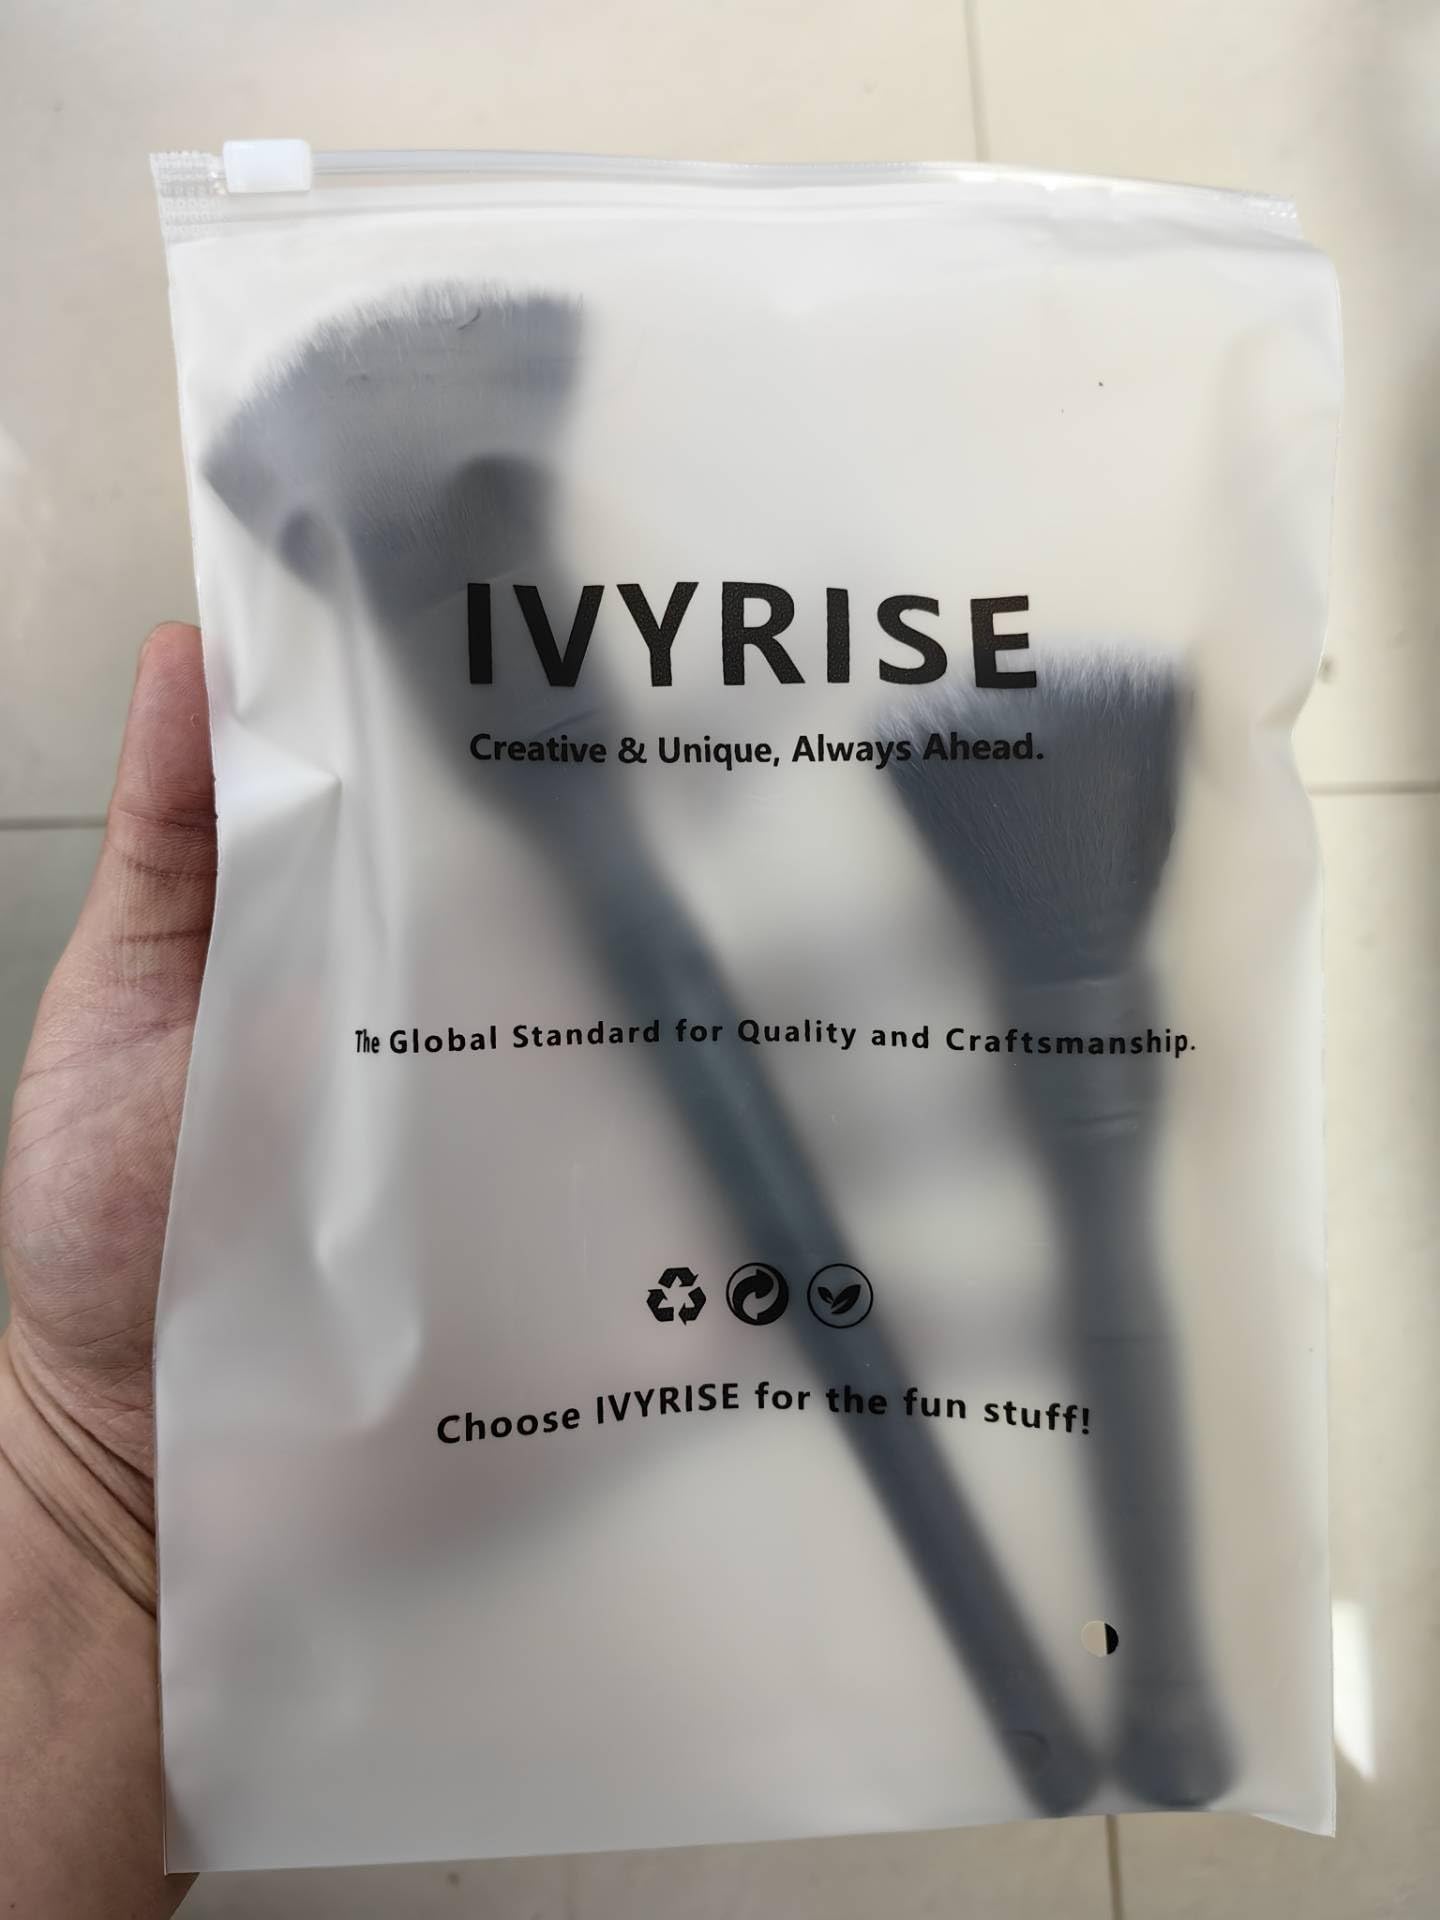 IVYRISE
Creative & Unique, Always Ahead.
The Global Standard for Quality and Craftsmanship.
Choose IVYRISE for the fun stuff!